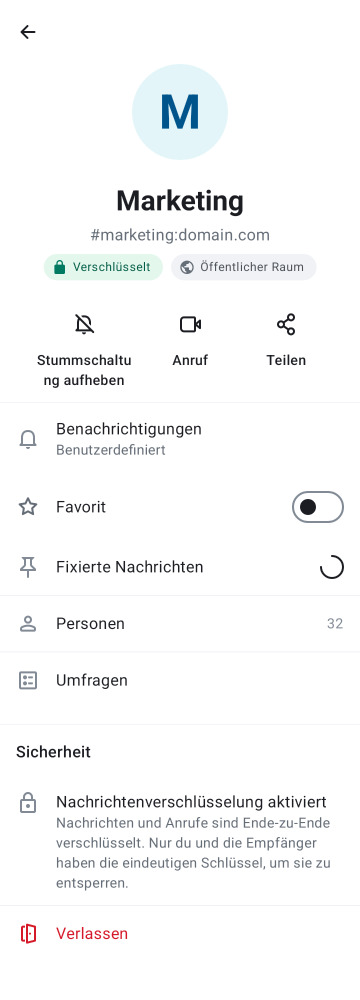 M
Marketing
#marketing:domain.com
Verschlüsselt
Öffentlicher Raum
Stummschaltu
ng aufheben
Anruf
Teilen
Benachrichtigungen
Benutzerdefiniert
Favorit
Fixierte Nachrichten
Personen
32
Umfragen
Sicherheit
Nachrichtenverschlüsselung aktiviert
Nachrichten und Anrufe sind Ende-zu-Ende
verschlüsselt. Nur du und die Empfänger
haben die eindeutigen Schlüssel, um sie zu
entsperren.
Verlassen